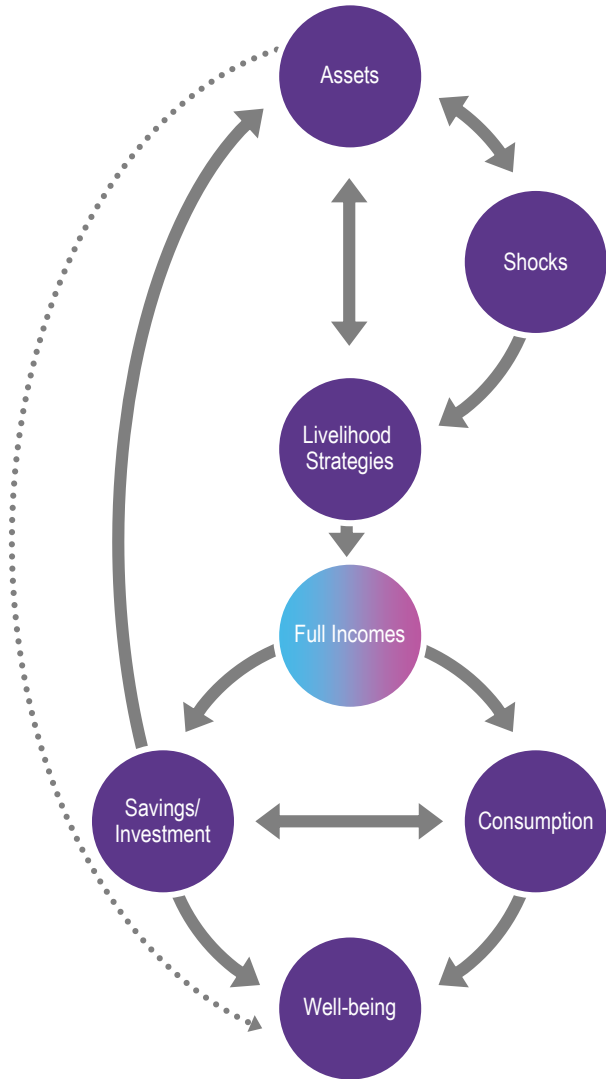 Assets
Shocks
Livelihood
Strategies
Full Incomes
Savings/
Investment
Consumption
Well-being